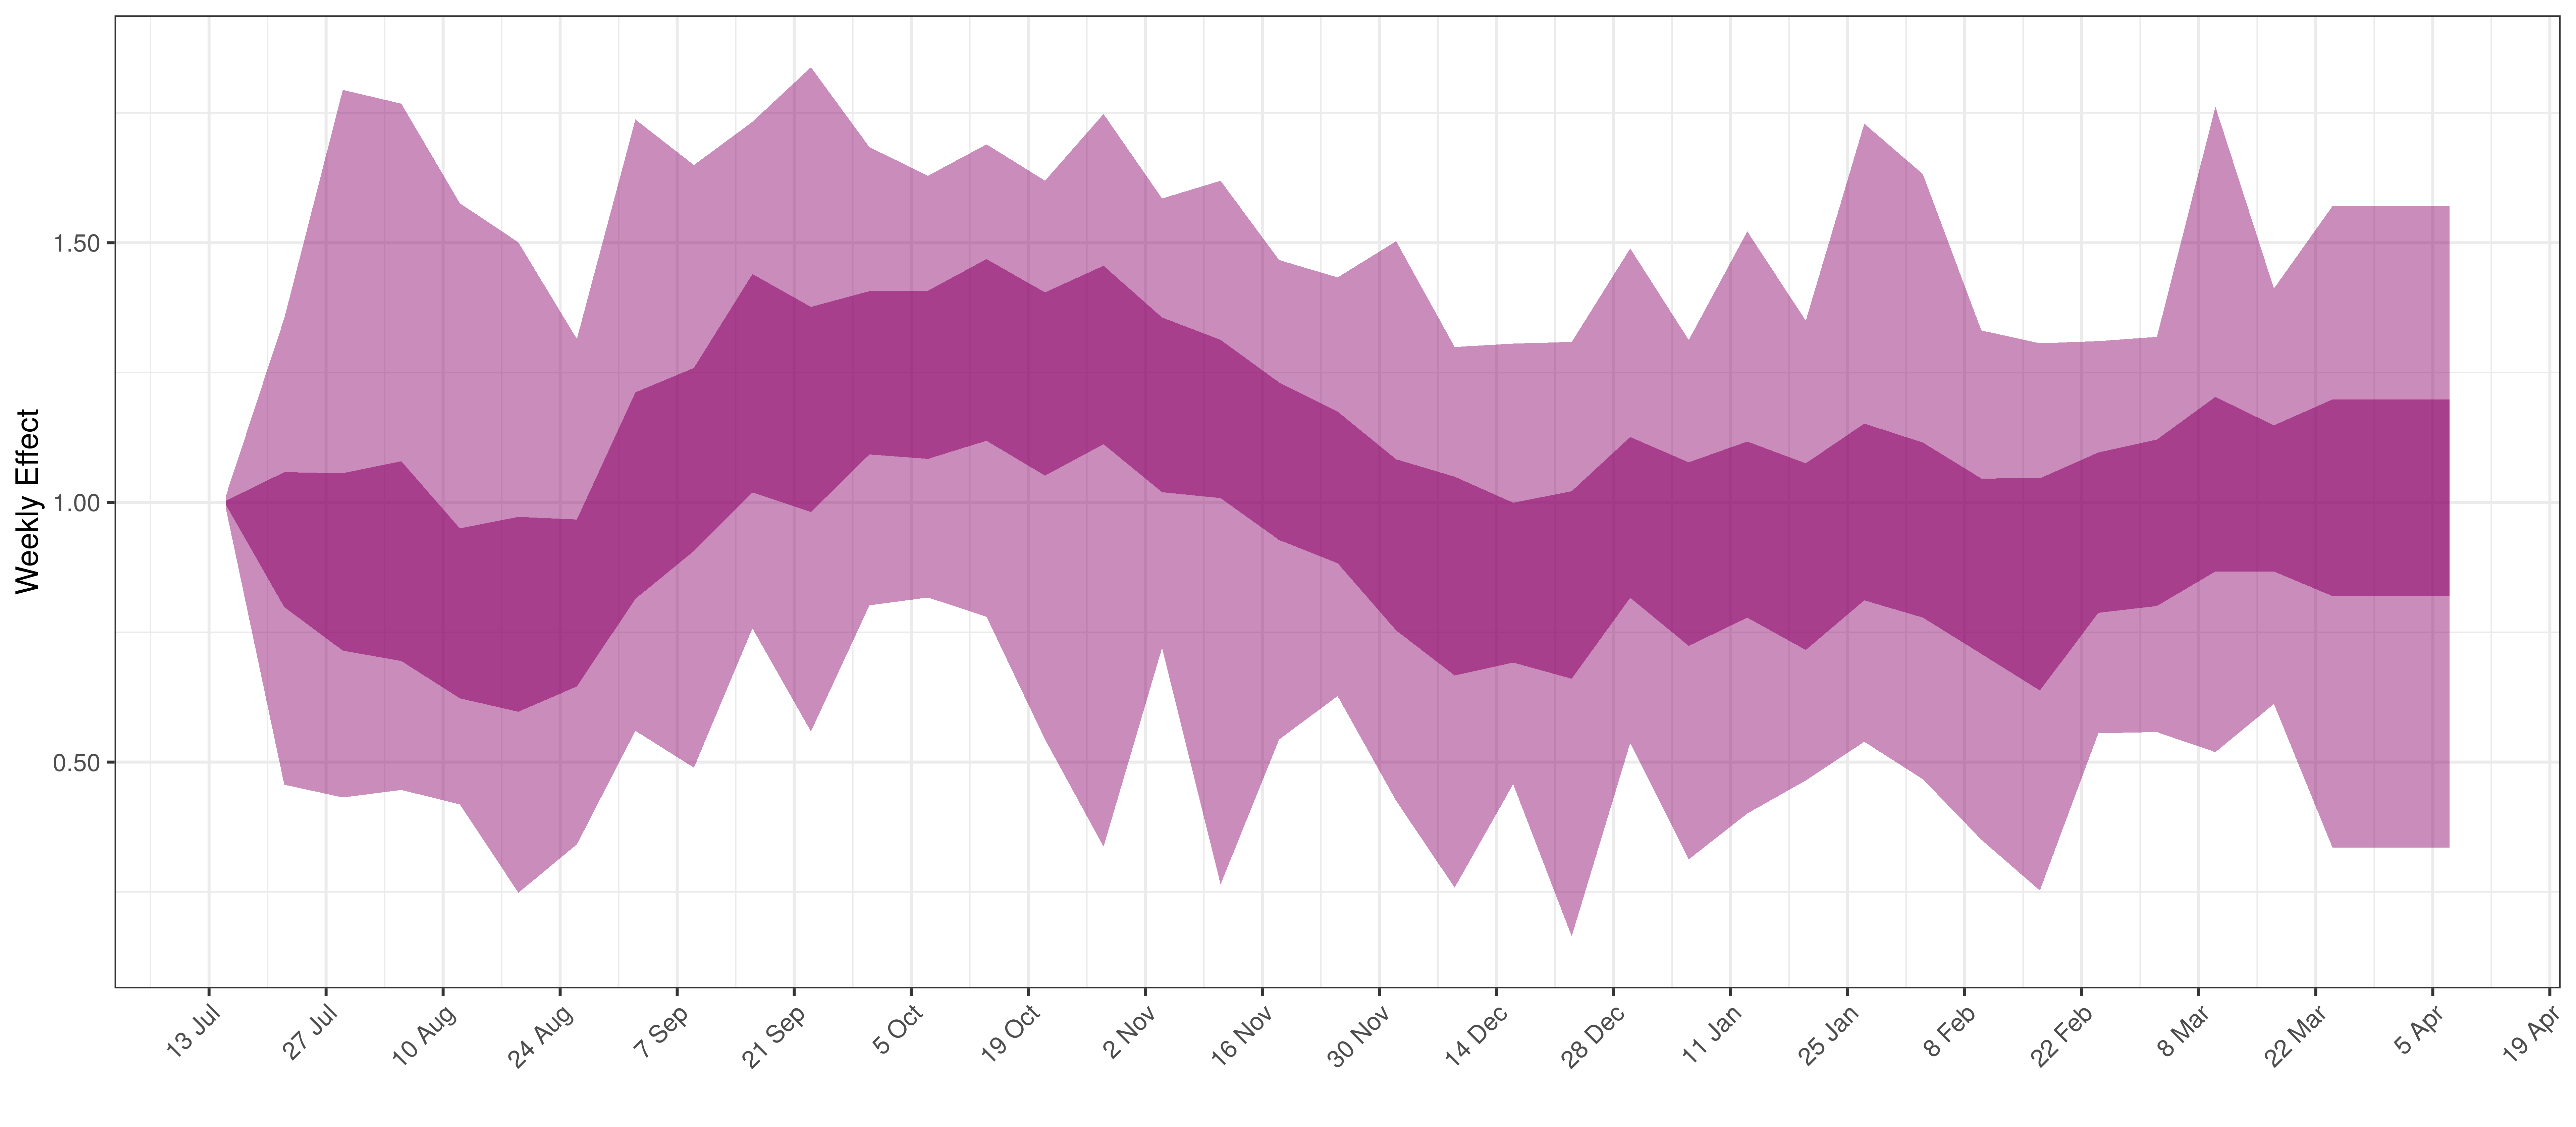 Weekly Effect
1.50
1.00
0.50
13 Jul
27 Jul
10 Aug
24 Aug
7 Sep
21 Sep
5 Oct
19 Oct
2 Nov
16 Nov
30 Nov
14 Dec
28 Dec
11 Jan
25 Jan
8 Feb
22 Feb
8 Mar
22 Mar
5 Apr
19 Apr